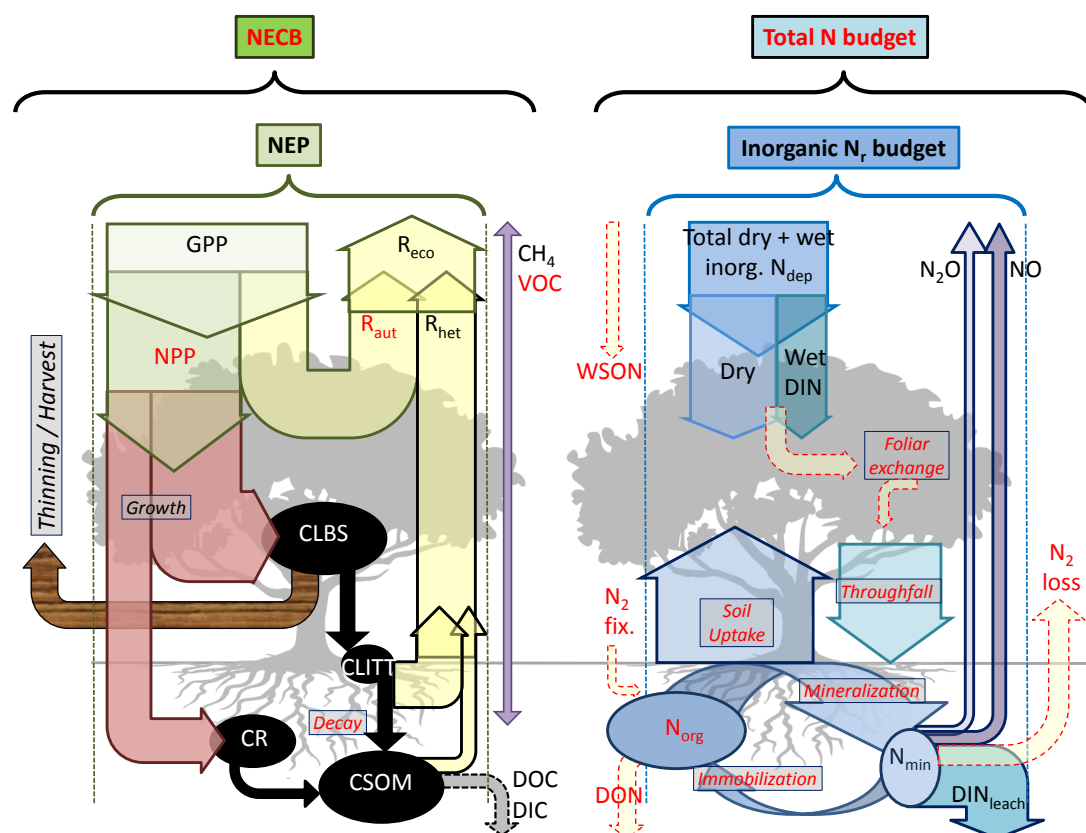 NECB
Total N budget
NEP
Inorganic Nr budget
GPP
Reco
CH4
VOC
Raut
Rhet
NPP
Thinning / Harvest
Growth
CLBS
CLITT
Decay
CR
CSOM
DOC
DIC
Total dry + wet
inorg. Ndep
N2O
NO
WSON
Dry
Wet
DIN
Foliar
exchange
N2
loss
N2
fix.
Soil
Uptake
Throughfall
Mineralization
Norg
Nmin
Immobilization
DON
DINleach